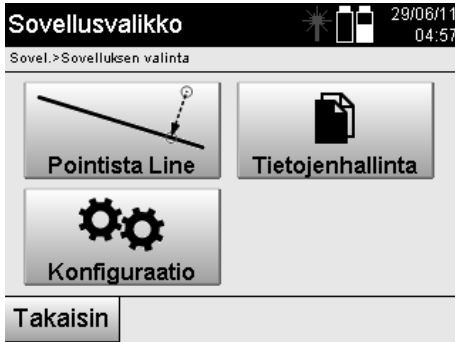 Sovellusvalikko
29/06/11
04:57
Sovel.>Sovelluksen valinta
Pointista Line
Tietojenhallinta
Konfiguraatio
Takaisin